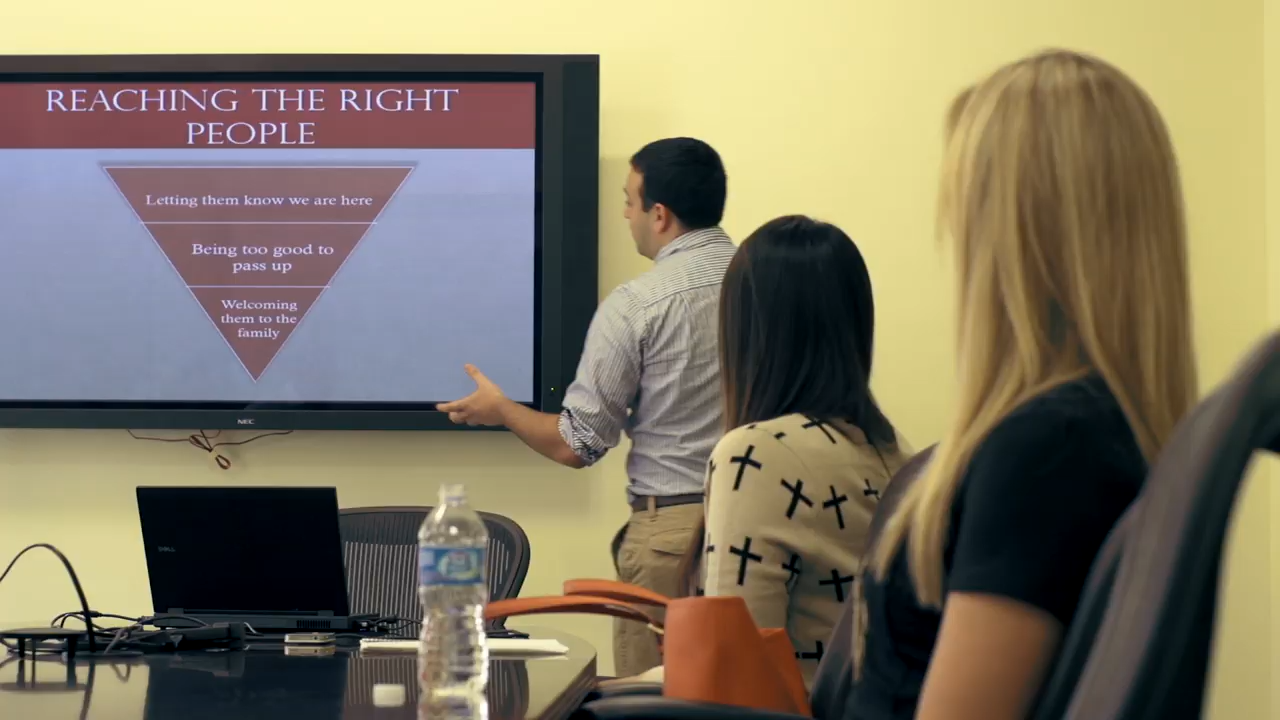 REACHING THE RIGHT
PEOPLE
Letting them know we are here
Being too good to
pass up
Welcoming
them to the
family
NEC
DELL